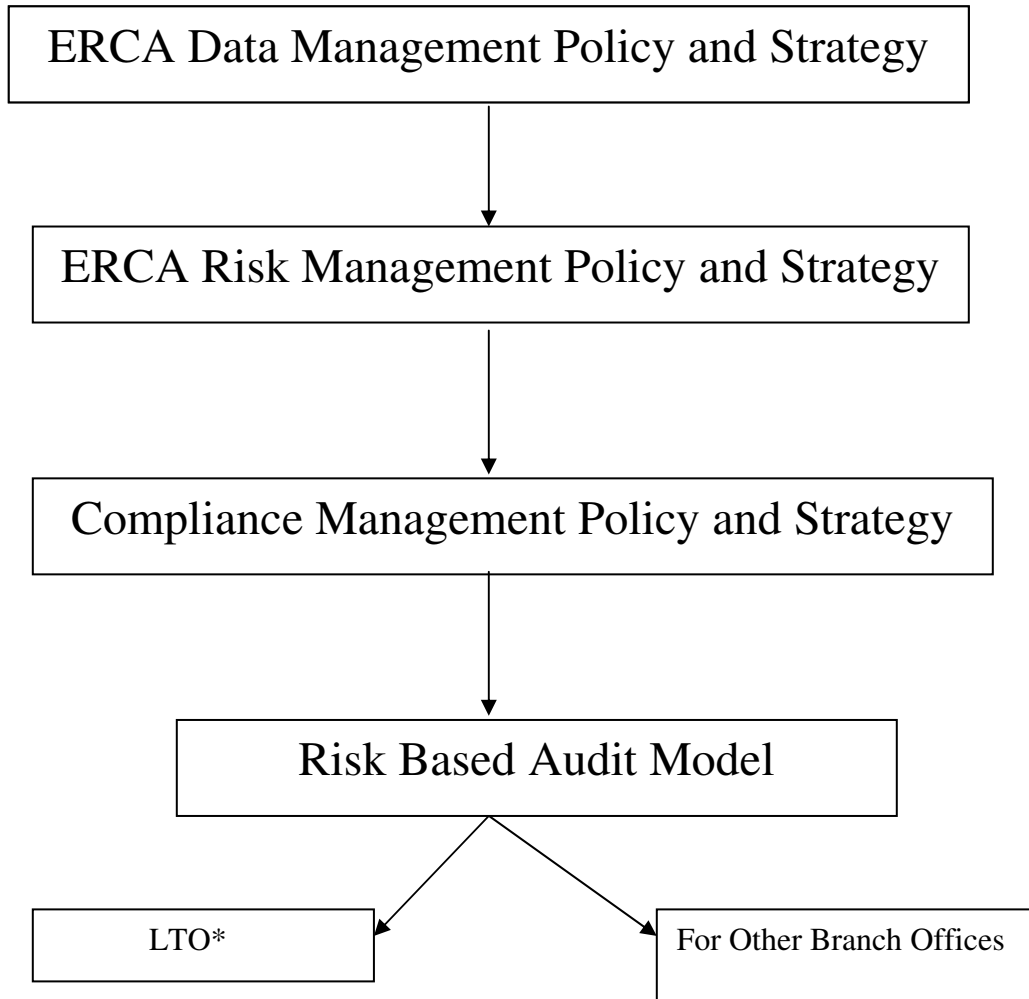 ERCA Data Management Policy and Strategy
ERCA Risk Management Policy and Strategy
Compliance Management Policy and Strategy
Risk Based Audit Model
LTO*
For Other Branch Offices